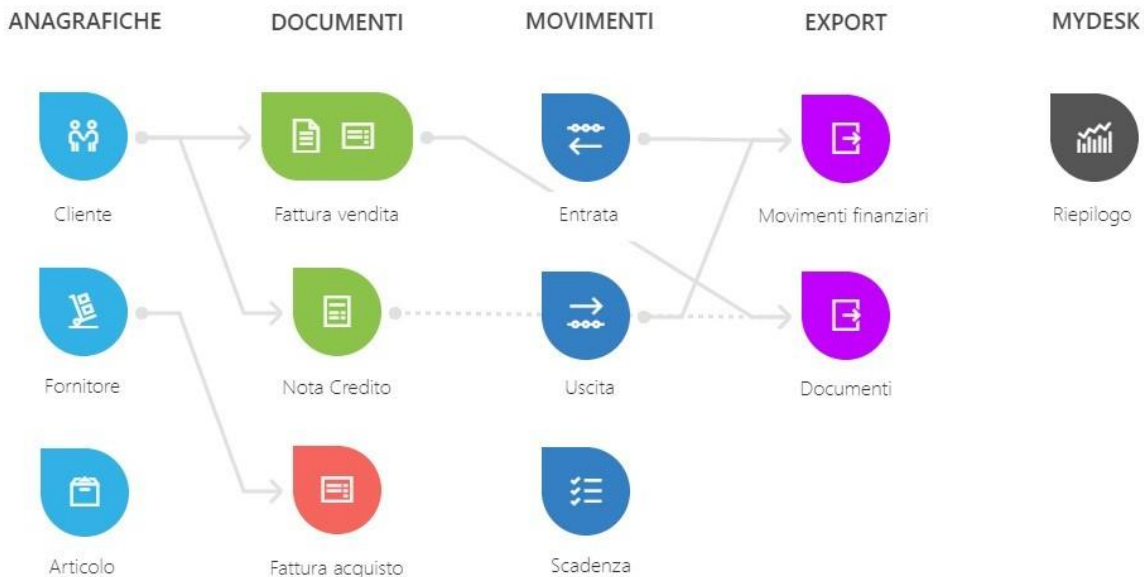 ANAGRAFICHE DOCUMENTI MOVIMENTI EXPORT MYDESK
Cliente Fattura vendita Entrata Movimenti finanziari Riepilogo
Fornitore Nota Credito Uscita Documenti
Articolo Fattura acquisto Scadenza